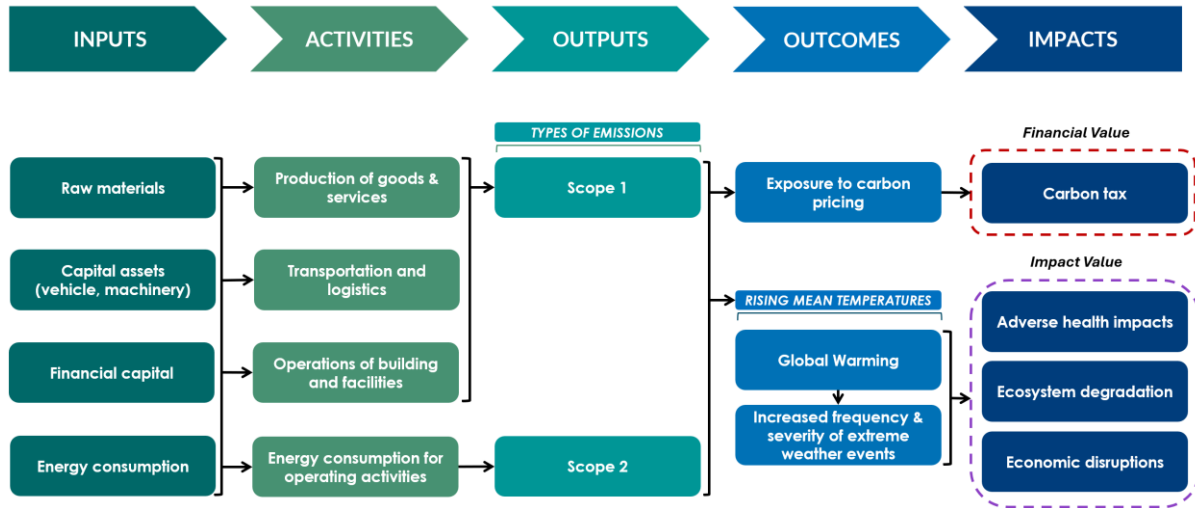 INPUTS
ACTIVITIES
OUTPUTS
OUTCOMES
IMPACTS
TYPES OF EMISSIONS
Financial Value
Raw materials
Production of goods &
services
Scope 1
Exposure to carbon
pricing
Carbon tax
Capital assets
(vehicle, machinery)
Transportation and
logistics
Impact Value
RISING MEAN TEMPERATURES
Adverse health impacts
Financial capital
Operations of building
and facilities
Global Warming
Ecosystem degradation
Increased frequency &
severity of extreme
weather events
Energy consumption
Energy consumption for
operating activities
Scope 2
Economic disruptions